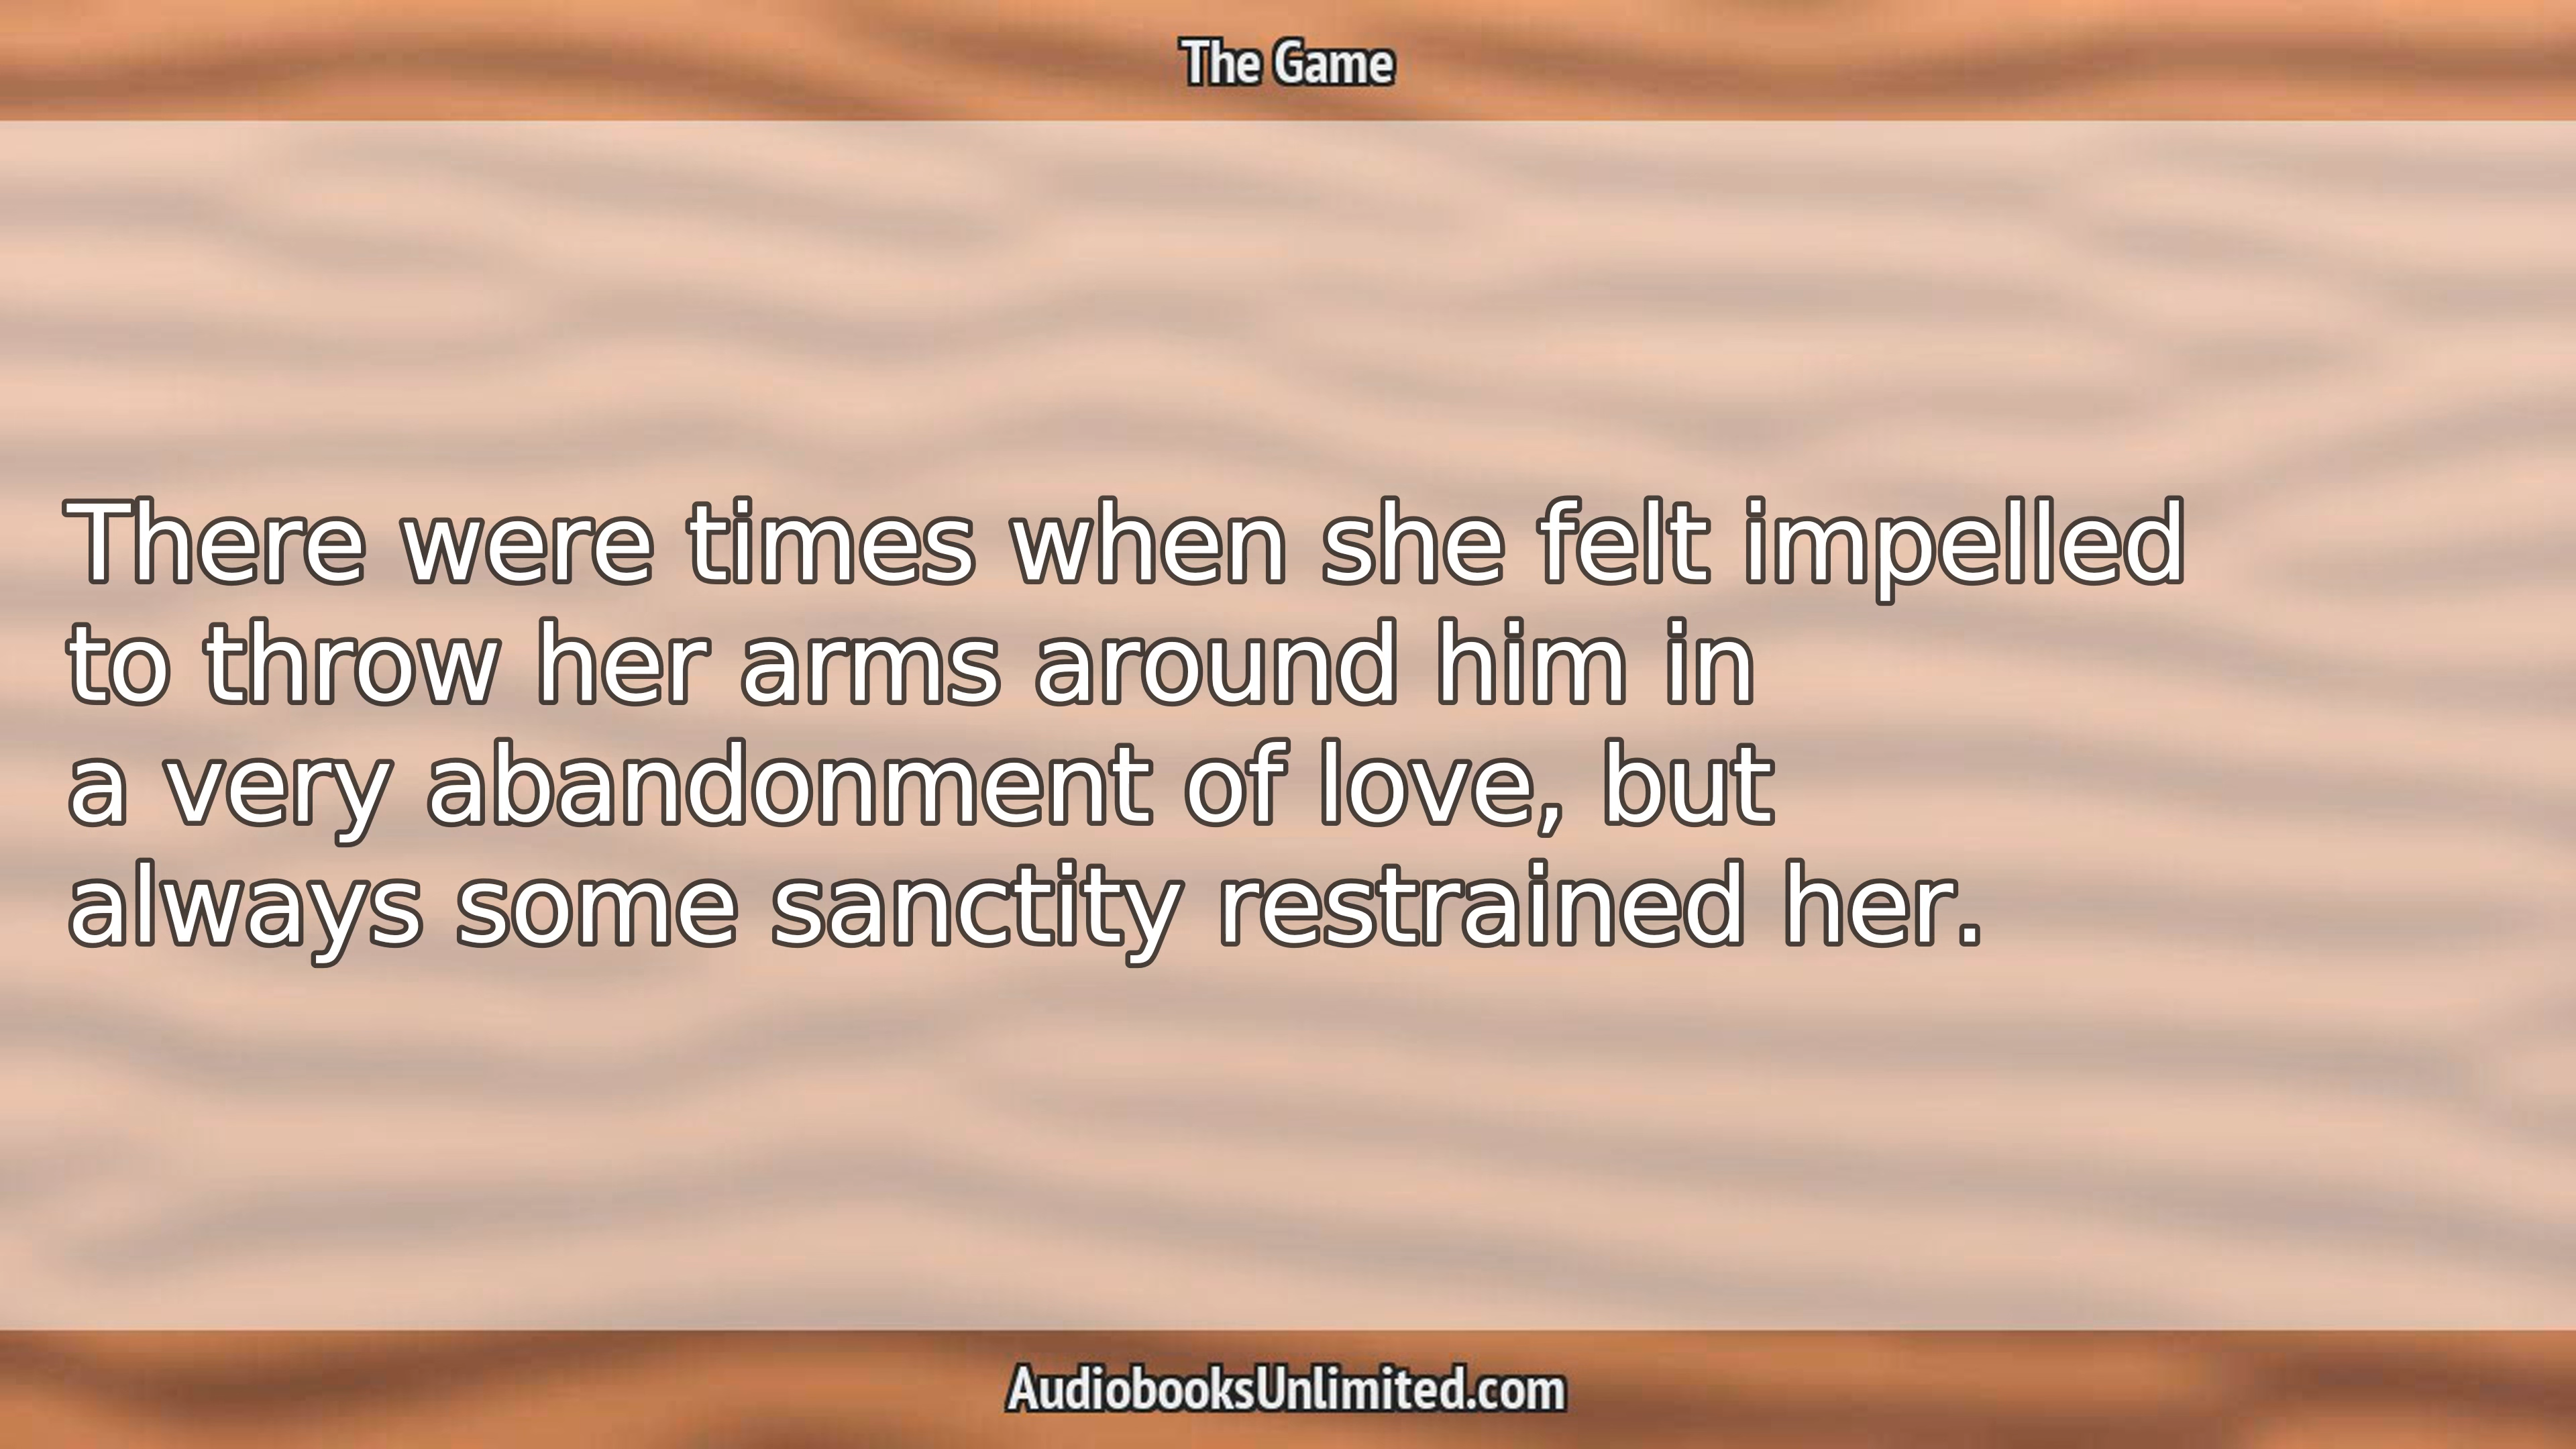 The Game
There were times when she felt impelled
to throw her arms around him in
a very abandonment of love, but
always some sanctity restrained her.
AudiobooksUnlimited.com